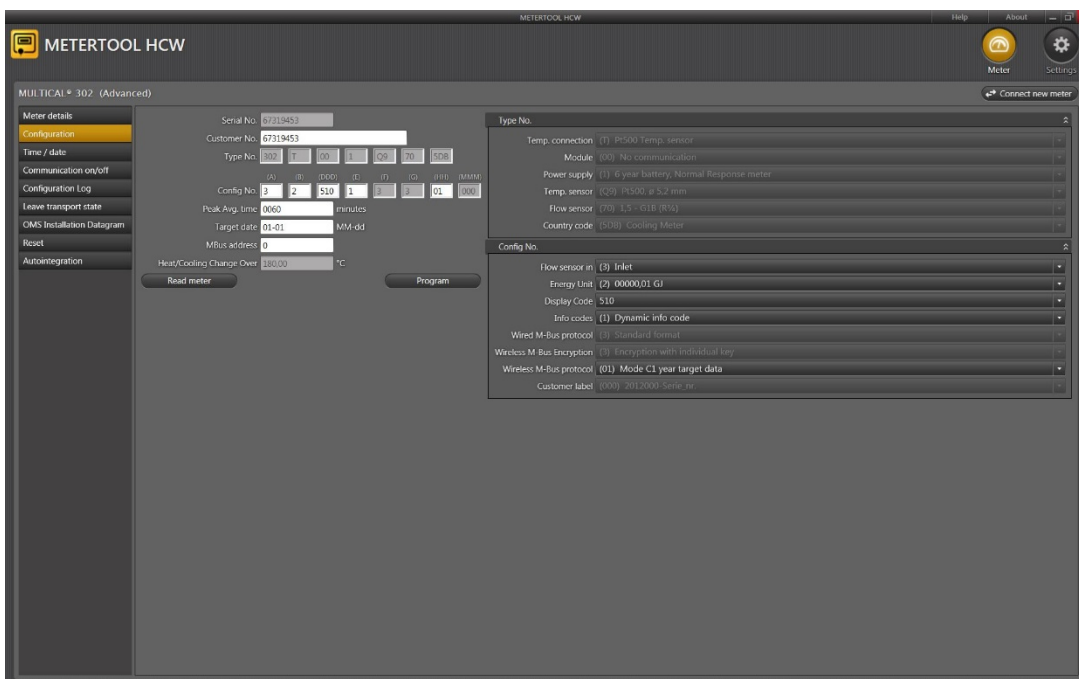 METERTOOL HCW
Help About
METERTOOL HCW
Meter Settings
MULTICAL® 302 (Advanced)
Connect new meter
Meter details
Configuration
Time / date
Communication on/off
Configuration Log
Leave transport state
OMS Installation Datagram
Reset
Autointegration
Serial No. 67319453
Customer No. 67319453
Type No. 302 T 00 1 Q9 70 5DB
(A) (B) (DDD) (E) (F) (G) (HH) (MMM)
Config No. 3 2 510 1 3 3 01 000
Peak Avg. time 0060 minutes
Target date 01-01 MM-dd
MBus address 0
Heat/Cooling Change Over 180,00 °C
Read meter Program
Type No.
Temp. connection (T) Pt500 Temp. sensor
Module (00) No communication
Power supply (1) 6 year battery, Normal Response meter
Temp. sensor (Q9) Pt500, ø 5,2 mm
Flow sensor (70) 1,5 - G1B (R¾)
Country code (5DB) Cooling Meter
Config No.
Flow sensor in (3) Inlet
Energy Unit (2) 00000,01 GJ
Display Code 510
Info codes (1) Dynamic info code
Wired M-Bus protocol (3) Standard format
Wireless M-Bus Encryption (3) Encryption with individual key
Wireless M-Bus protocol (01) Mode C1 year target data
Customer label (000) 2012000-Serie_nr.